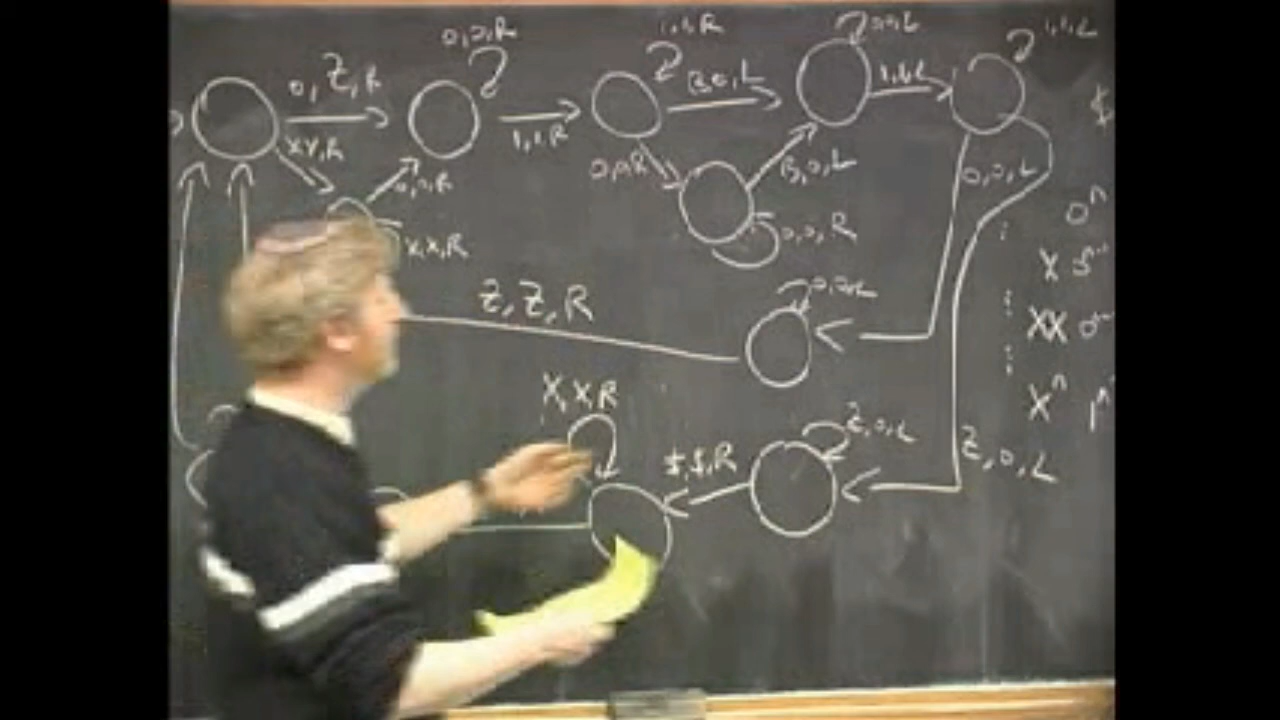 0,0,R
1,1,R
0,0,L
1,1,L
0, Z, R
B,0,L
1,1,L
$
X,Y,R
1,1,R
0,0,R
B,0,L
0,0,L
0,0,R
0ⁿ
X,X,R
0,0,R
X
Z, Z, R
0,0,L
XX
X, X, R
Xⁿ 1ⁿ
$,$,R
Z,0,L
Z,0,L